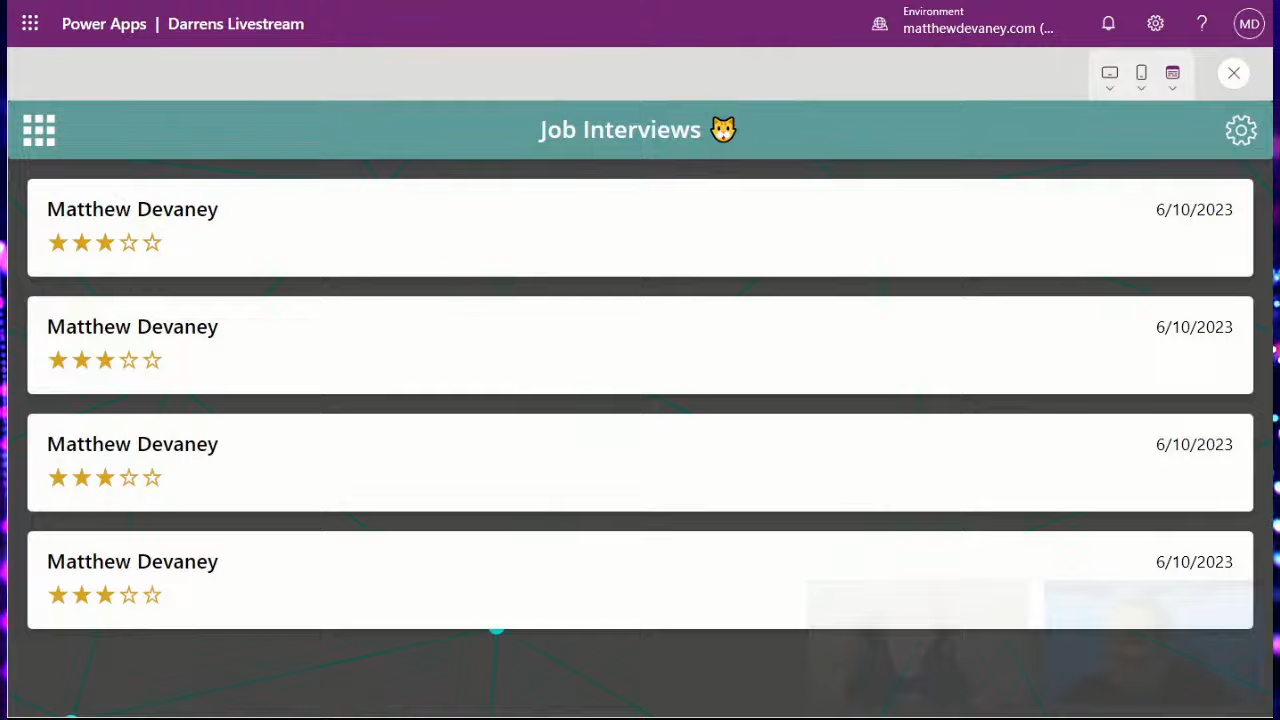 Power Apps | Darrens Livestream
Environment
matthewdevaney.com (...
MD
Job Interviews 🐱
Matthew Devaney
6/10/2023
★★★☆☆
Matthew Devaney
6/10/2023
★★★☆☆
Matthew Devaney
6/10/2023
★★★☆☆
Matthew Devaney
6/10/2023
★★★☆☆